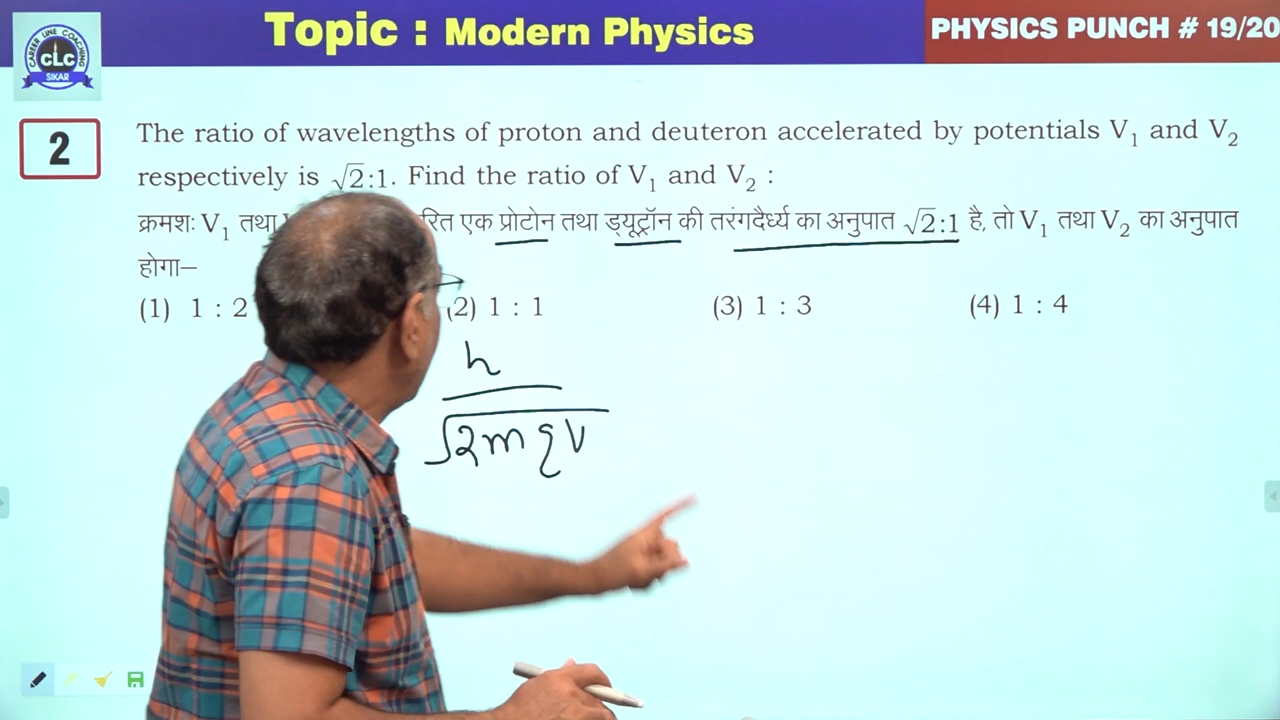 Topic : Modern Physics
PHYSICS PUNCH # 19/20
CAREER LINE COACHING
CLC
SIKAR
2
The ratio of wavelengths of proton and deuteron accelerated by potentials V₁ and V₂
respectively is √2:1. Find the ratio of V₁ and V₂ :
क्रमशः V₁ तथा रित एक प्रोटोन तथा ड्यूट्रॉन की तरंगदैर्ध्य का अनुपात √2:1 है, तो V₁ तथा V₂ का अनुपात
होगा–
(1) 1 : 2 (2) 1 : 1 (3) 1 : 3 (4) 1 : 4
h
√2mqV